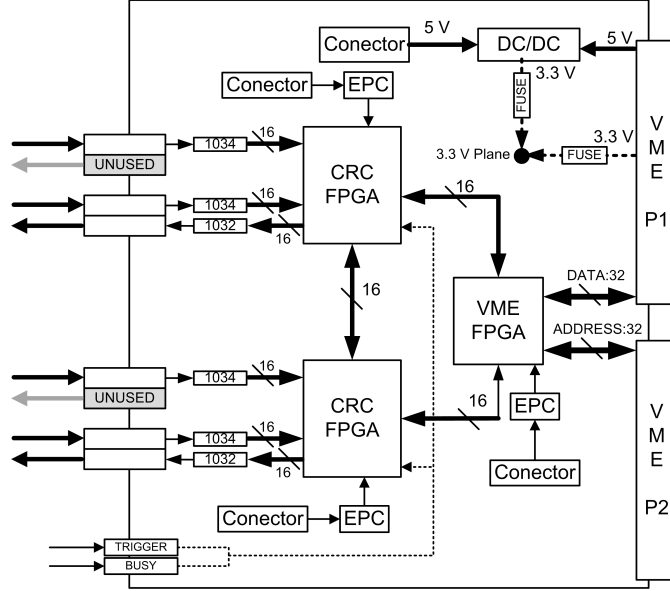 5 V
5 V
Conector
DC/DC
3.3 V
FUSE
Conector
EPC
V
M
E
P1
16
3.3 V
1034
UNUSED
CRC
FPGA
3.3 V Plane
FUSE
16
1034
16
1032
16
DATA:32
VME
FPGA
16
ADDRESS:32
16
1034
UNUSED
CRC
FPGA
16
EPC
V
M
E
P2
16
1034
1032
16
Conector
Conector
EPC
TRIGGER
BUSY